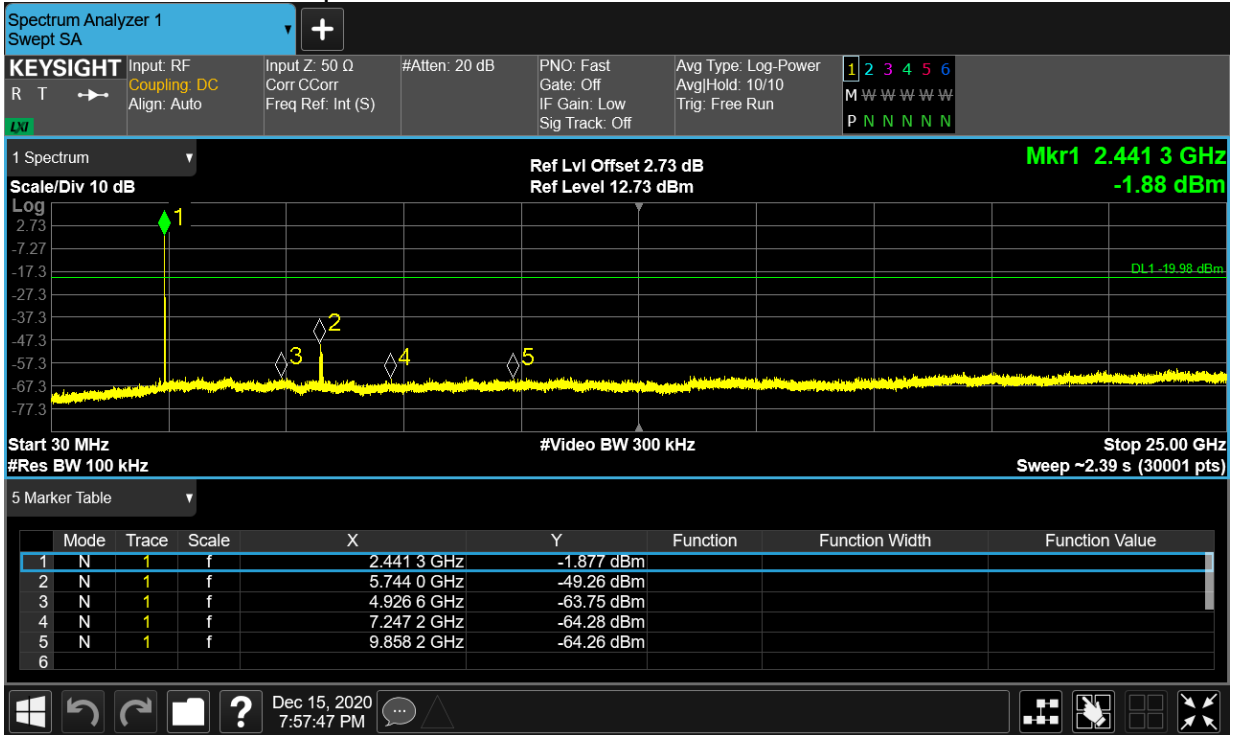 Spectrum Analyzer 1
Swept SA
+
KEYSIGHT Input: RF Input Z: 50 Ω #Atten: 20 dB PNO: Fast Avg Type: Log-Power 1 2 3 4 5 6
R T Coupling: DC Corr CCorr Gate: Off Avg|Hold: 10/10 M W W W W W
Align: Auto Freq Ref: Int (S) IF Gain: Low Trig: Free Run
LXI Sig Track: Off P N N N N N N
1 Spectrum Ref Lvl Offset 2.73 dB Mkr1 2.441 3 GHz
Scale/Div 10 dB Ref Level 12.73 dBm -1.88 dBm
Log
2.73 1
-7.27
-17.3 DL1 -19.98 dBm
-27.3
-37.3 2
-47.3
-57.3 3 4 5
-67.3
-77.3
Start 30 MHz #Video BW 300 kHz Stop 25.00 GHz
#Res BW 100 kHz Sweep ~2.39 s (30001 pts)
5 Marker Table
Mode Trace Scale X Y Function Function Width Function Value
1 N 1 f 2.441 3 GHz -1.877 dBm
2 N 1 f 5.744 0 GHz -49.26 dBm
3 N 1 f 4.926 6 GHz -63.75 dBm
4 N 1 f 7.247 2 GHz -64.28 dBm
5 N 1 f 9.858 2 GHz -64.26 dBm
6
? Dec 15, 2020
7:57:47 PM